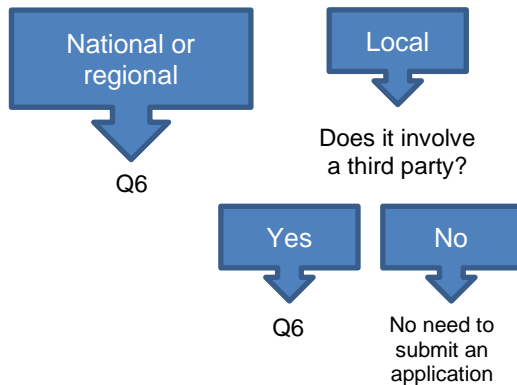 National or
regional
Local
Q6
Does it involve
a third party?
Yes
No
Q6
No need to
submit an
application